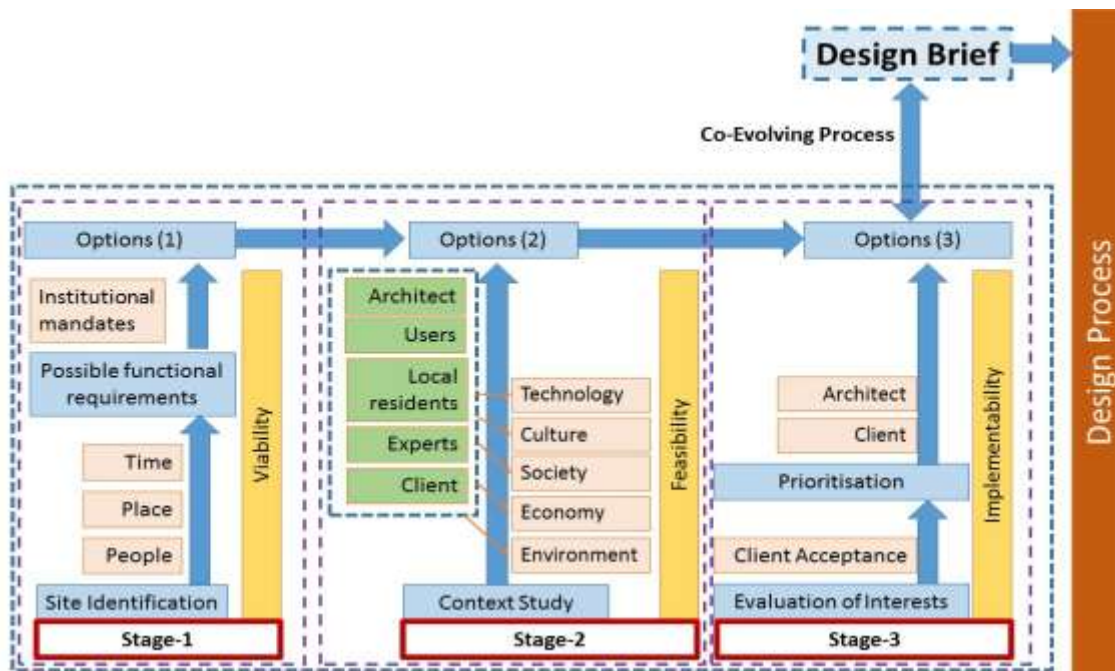 Design Brief
Co-Evolving Process
Options (1)
Institutional
mandates
Possible functional
requirements
Time
Place
People
Site Identification
Stage-1
Viability
Options (2)
Architect
Users
Local
residents
Experts
Client
Technology
Culture
Society
Economy
Environment
Context Study
Stage-2
Feasibility
Options (3)
Architect
Client
Prioritisation
Client Acceptance
Evaluation of Interests
Stage-3
Implementability
Design Process